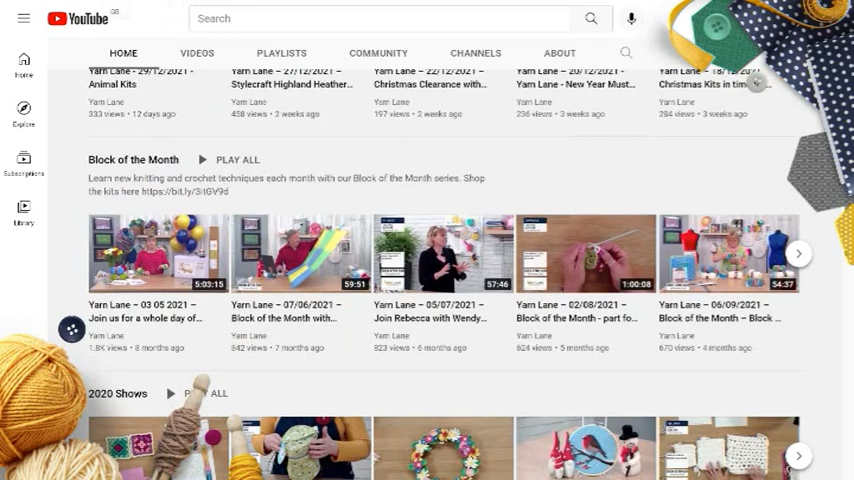 YouTube GB
Search
HOME VIDEOS PLAYLISTS COMMUNITY CHANNELS ABOUT
Home
Explore
Subscriptions
Library
Yarn Lane - 29/12/2021 -
Animal Kits
Yarn Lane
333 views • 12 days ago
Yarn Lane - 27/12/2021 -
Stylecraft Highland Heather...
Yarn Lane
458 views • 2 weeks ago
Yarn Lane - 22/12/2021 -
Christmas Clearance with...
Yarn Lane
197 views • 2 weeks ago
Yarn Lane - 20/12/2021 -
Yarn Lane - New Year Must...
Yarn Lane
236 views • 3 weeks ago
Yarn Lane - 18/12/
Christmas Kits in tim
Yarn Lane
284 views • 3 weeks ago
Block of the Month PLAY ALL
Learn new knitting and crochet techniques each month with our Block of the Month series. Shop
the kits here
5:03:15
Yarn Lane – 03 05 2021 –
Join us for a whole day of...
Yarn Lane
1.8K views • 8 months ago
59:51
Yarn Lane – 07/06/2021 –
Block of the Month with...
Yarn Lane
842 views • 7 months ago
57:46
Yarn Lane – 05/07/2021 –
Join Rebecca with Wendy...
Yarn Lane
823 views • 6 months ago
1:00:08
Yarn Lane – 02/08/2021 –
Block of the Month - part fo...
Yarn Lane
624 views • 5 months ago
54:37
Yarn Lane – 06/09/2021 –
Block of the Month – Block ...
Yarn Lane
670 views • 4 months ago
2020 Shows ALL